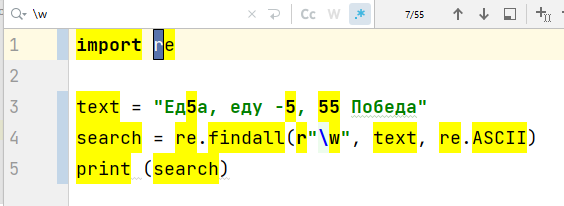 \w Cc W .* 7/55
1 import re
2
3 text = "Ед5а, еду -5, 55 Победа"
4 search = re.findall(r"\w", text, re.ASCII)
5 print (search)